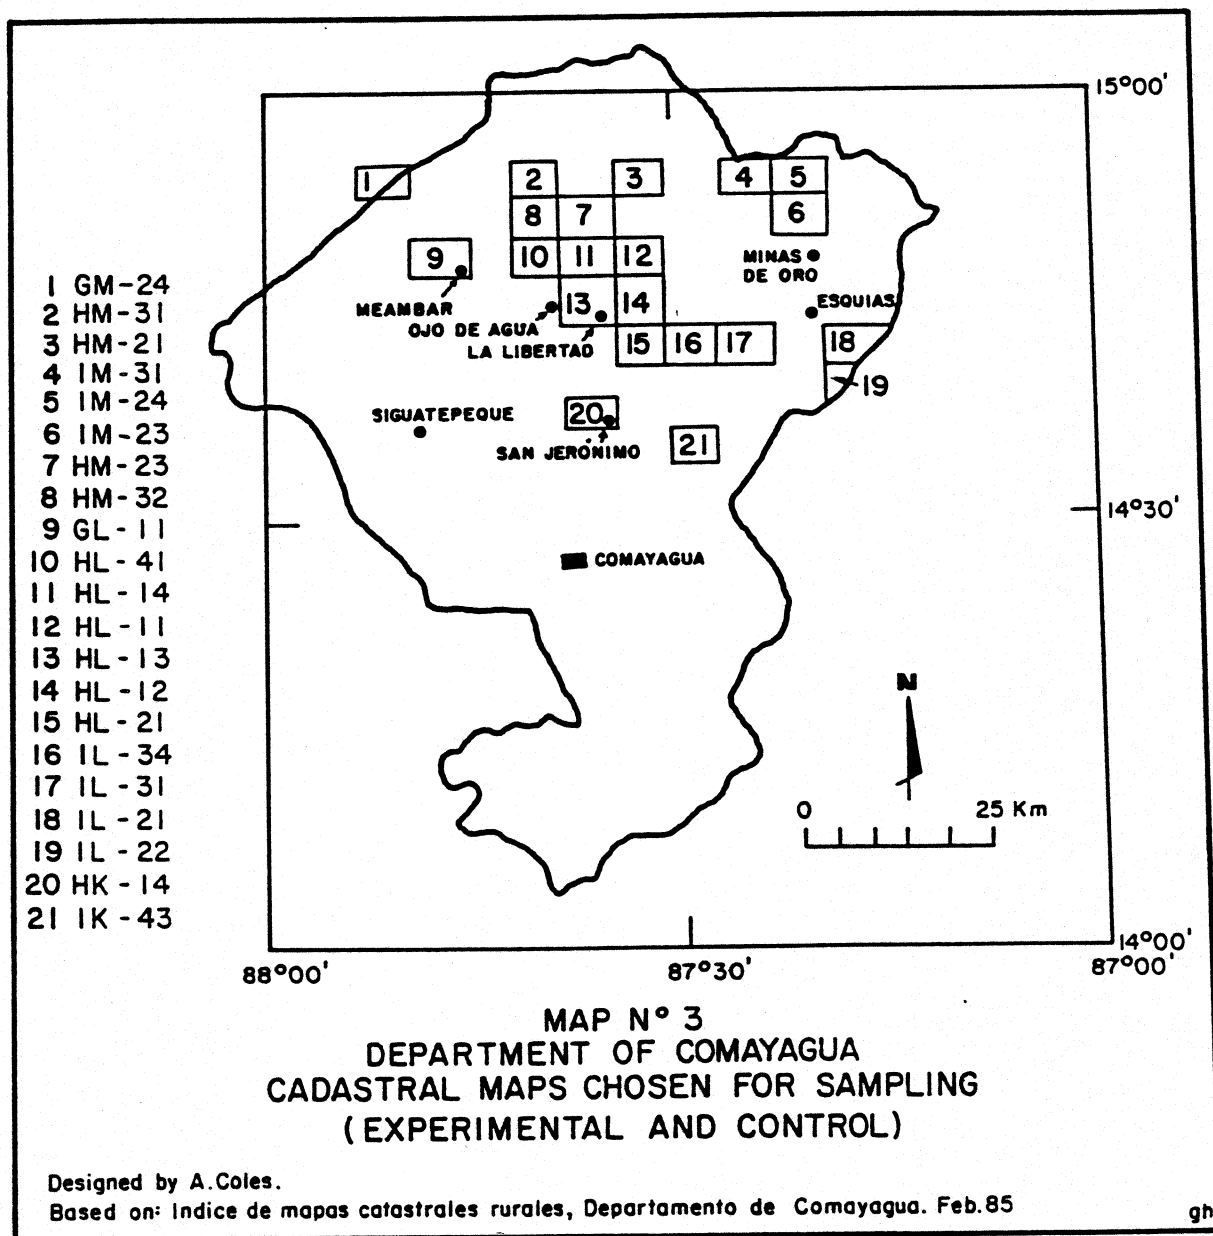 15°00'
1
2
3
4
5
8
7
6
9
10
11
12
MINAS
DE ORO
MEAMBAR
13
14
ESQUIAS
OJO DE AGUA
LA LIBERTAD
15
16
17
18
19
SIGUATEPEQUE
20
SAN JERÓNIMO
21
14°30'
COMAYAGUA
1 GM-24
2 HM-31
3 HM-21
4 IM-31
5 IM-24
6 IM-23
7 HM-23
8 HM-32
9 GL-11
10 HL-41
11 HL-14
12 HL-11
13 HL-13
14 HL-12
15 HL-21
16 IL-34
17 IL-31
18 IL-21
19 IL-22
20 HK-14
21 IK-43
N
0 25 Km
14°00'
88°00' 87°30' 87°00'
MAP N° 3
DEPARTMENT OF COMAYAGUA
CADASTRAL MAPS CHOSEN FOR SAMPLING
(EXPERIMENTAL AND CONTROL)
Designed by A.Coles.
Based on: Indice de mapas catastrales rurales, Departamento de Comayagua. Feb.85
gh